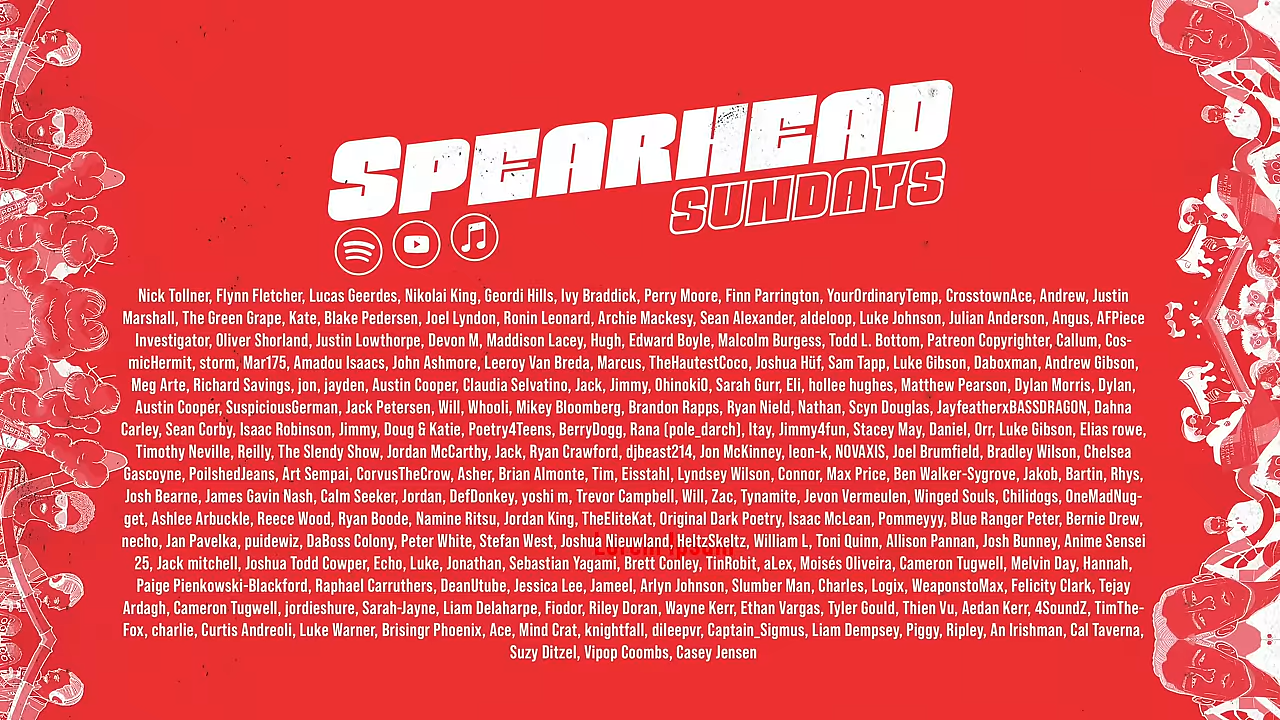 SPEARHEAD
SUNDAYS
Nick Tollner, Flynn Fletcher, Lucas Geerdes, Nikolai King, Geordi Hills, Ivy Braddick, Perry Moore, Finn Parrington, YourOrdinaryTemp, CrosstownAce, Andrew, Justin
Marshall, The Green Grape, Kate, Blake Pedersen, Joel Lyndon, Ronin Leonard, Archie Mackesy, Sean Alexander, aldeloop, Luke Johnson, Julian Anderson, Angus, AFPiece
Investigator, Oliver Shorland, Justin Lowthorpe, Devon M, Maddison Lacey, Hugh, Edward Boyle, Malcolm Burgess, Todd L. Bottom, Patreon Copyrighter, Callum, Cos-
micHermit, storm, Mar175, Amadou Isaacs, John Ashmore, Leeroy Van Breda, Marcus, TheHautestCoco, Joshua Hüf, Sam Tapp, Luke Gibson, Daboxman, Andrew Gibson,
Meg Arte, Richard Savings, jon, jayden, Austin Cooper, Claudia Selvatino, Jack, Jimmy, OhinokiO, Sarah Gurr, Eli, hollee hughes, Matthew Pearson, Dylan Morris, Dylan,
Austin Cooper, SuspiciousGerman, Jack Petersen, Will, Whooli, Mikey Bloomberg, Brandon Rapps, Ryan Nield, Nathan, Scyn Douglas, JayfeatherxBASSDRAGON, Dahna
Carley, Sean Corby, Isaac Robinson, Jimmy, Doug & Katie, Poetry4Teens, BerryDogg, Rana (pole_darch), Itay, Jimmy4fun, Stacey May, Daniel, Orr, Luke Gibson, Elias rowe,
Timothy Neville, Reilly, The Slendy Show, Jordan McCarthy, Jack, Ryan Crawford, djbeast214, Jon McKinney, leon-k, NOVAXIS, Joel Brumfield, Bradley Wilson, Chelsea
Gascoyne, PoilshedJeans, Art Sempai, CorvusTheCrow, Asher, Brian Almonte, Tim, Eisstahl, Lyndsey Wilson, Connor, Max Price, Ben Walker-Sygrove, Jakob, Bartin, Rhys,
Josh Bearne, James Gavin Nash, Calm Seeker, Jordan, DefDonkey, yoshi m, Trevor Campbell, Will, Zac, Tynamite, Jevon Vermeulen, Winged Souls, Chilidogs, OneMadNug-
get, Ashlee Arbuckle, Reece Wood, Ryan Boode, Namine Ritsu, Jordan King, TheEliteKat, Original Dark Poetry, Isaac McLean, Pommeyyy, Blue Ranger Peter, Bernie Drew,
necho, Jan Pavelka, puidewiz, DaBoss Colony, Peter White, Stefan West, Joshua Nieuwland, HeltzSkeltz, William L, Toni Quinn, Allison Pannan, Josh Bunney, Anime Sensei
Lorem Ipsum
25, Jack mitchell, Joshua Todd Cowper, Echo, Luke, Jonathan, Sebastian Yagami, Brett Conley, TinRobit, aLex, Moisés Oliveira, Cameron Tugwell, Melvin Day, Hannah,
Paige Pienkowski-Blackford, Raphael Carruthers, DeanUtube, Jessica Lee, Jameel, Arlyn Johnson, Slumber Man, Charles, Logix, WeaponstoMax, Felicity Clark, Tejay
Ardagh, Cameron Tugwell, jordieshure, Sarah-Jayne, Liam Delaharpe, Fiodor, Riley Doran, Wayne Kerr, Ethan Vargas, Tyler Gould, Thien Vu, Aedan Kerr, 4SoundZ, TimThe-
Fox, charlie, Curtis Andreoli, Luke Warner, Brisingr Phoenix, Ace, Mind Crat, knightfall, dileepvr, Captain_Sigmus, Liam Dempsey, Piggy, Ripley, An Irishman, Cal Taverna,
Suzy Ditzel, Vipop Coombs, Casey Jensen